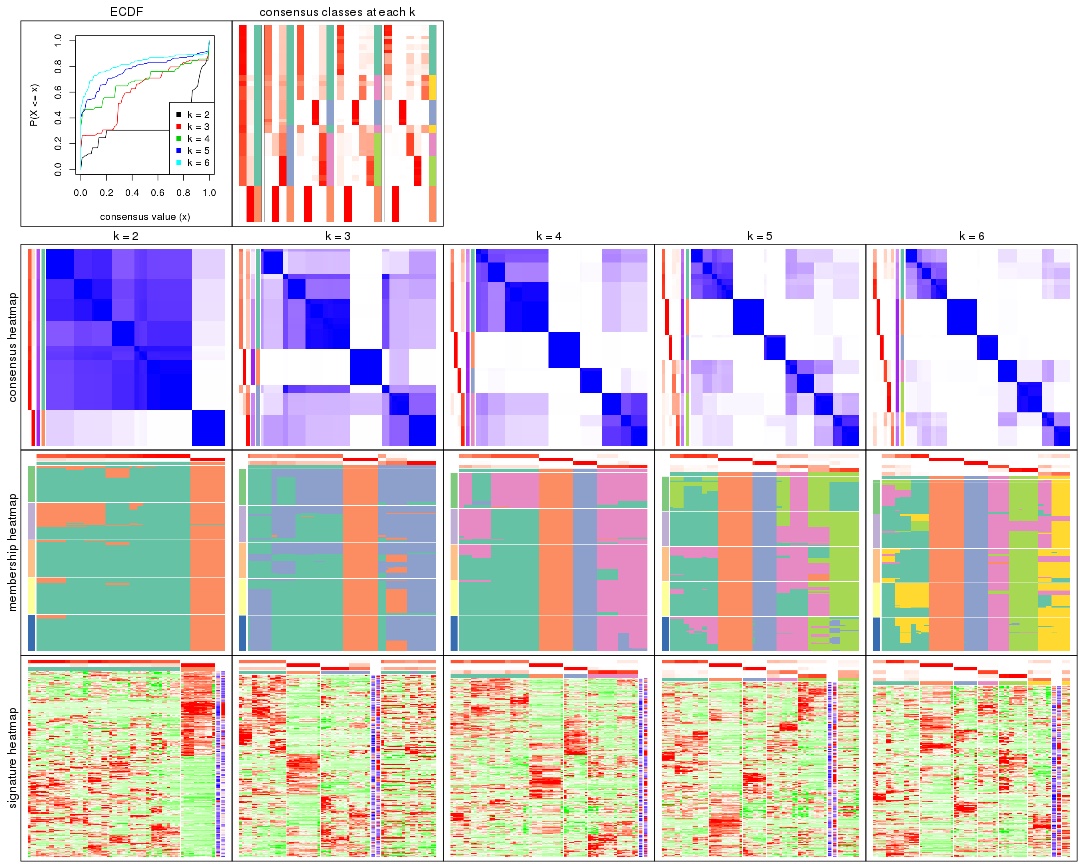 ECDF
consensus classes at each k
P(X <= x)
0.0 0.2 0.4 0.6 0.8 1.0
k = 2
k = 3
k = 4
k = 5
k = 6
0.0 0.2 0.4 0.6 0.8 1.0
consensus value (x)
k = 2
k = 3
k = 4
k = 5
k = 6
consensus heatmap
membership heatmap
signature heatmap